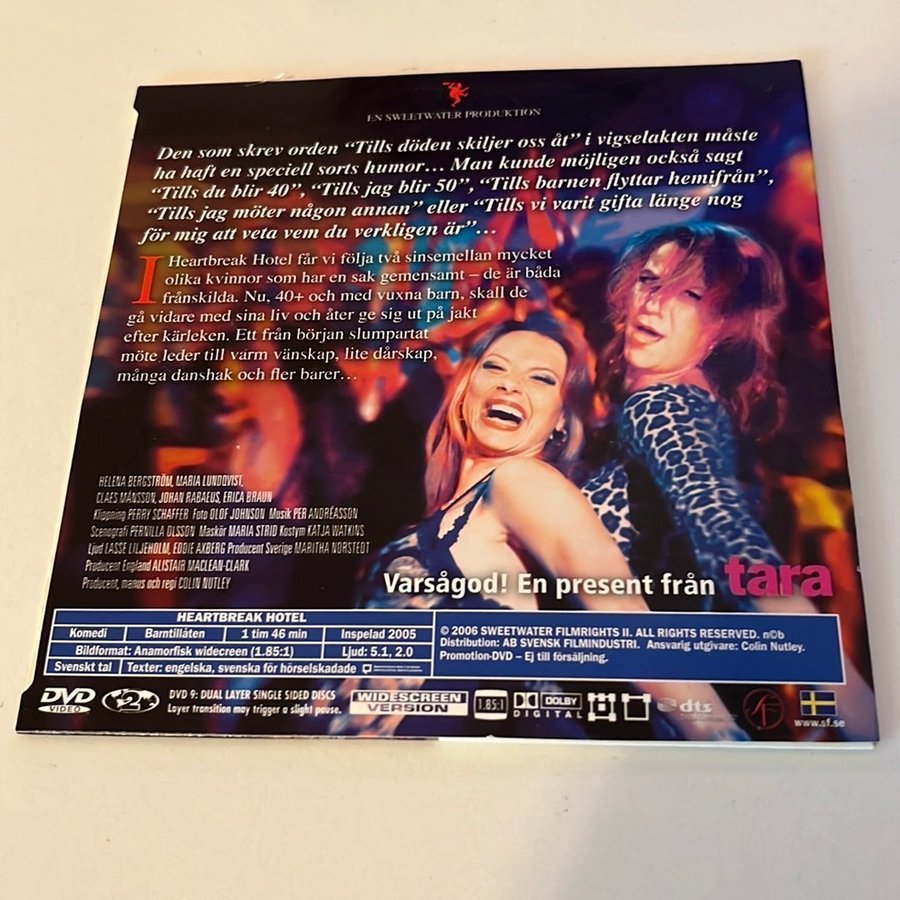 EN SWEETWATER PRODUKTION
Den som skrev orden “Tills döden skiljer oss åt” i vigselakten måste
ha haft en speciell sorts humor… Man kunde möjligen också sagt
“Tills du blir 40”, “Tills jag blir 50”, “Tills barnen flyttar hemifrån”,
“Tills jag möter någon annan” eller “Tills vi varit gifta länge nog
för mig att veta vem du verkligen är”…
I Heartbreak Hotel får vi följa två sinsemellan mycket
olika kvinnor som har en sak gemensamt – de är båda
frånskilda. Nu, 40+ och med vuxna barn, skall de
gå vidare med sina liv och åter ge sig ut på jakt
efter kärleken. Ett från början slumpartat
möte leder till varm vänskap, lite dårskap,
många danshak och fler barer…
HELENA BERGSTRÖM, MARIA LUNDQVIST,
CLAES MÅNSSON, JOHAN RABAEUS, ERICA BRAUN
Klippning PERRY SCHAFFER Foto OLOF JOHNSON Musik PER ANDRÉASSON
Scenografi PERNILLA OLSSON Maskör MARIA STRID Kostym KATJA WATKINS
Ljud LASSE LILJEHOLM, EDDIE AXBERG Producent Sverige MARITHA NORSTEDT
Producent England ALISTAIR MACLEAN-CLARK
Producent, manus och regi COLIN NUTLEY
Varsågod! En present från tara
HEARTBREAK HOTEL
Komedi Barntillåten 1 tim 46 min Inspelad 2005
Bildformat: Anamorfisk widecreen (1.85:1) Ljud: 5.1, 2.0
Svenskt tal Texter: engelska, svenska för hörselskadade
© 2006 SWEETWATER FILMRIGHTS II. ALL RIGHTS RESERVED. n©b
Distribution: AB SVENSK FILMINDUSTRI. Ansvarig utgivare: Colin Nutley.
Promotion-DVD – Ej till försäljning.
DVD VIDEO 2 DVD 9: DUAL LAYER SINGLE SIDED DISCS
Layer transition may trigger a slight pause.
WIDESCREEN VERSION
1.85:1
DOLBY DIGITAL
dts
SF
www.sf.se